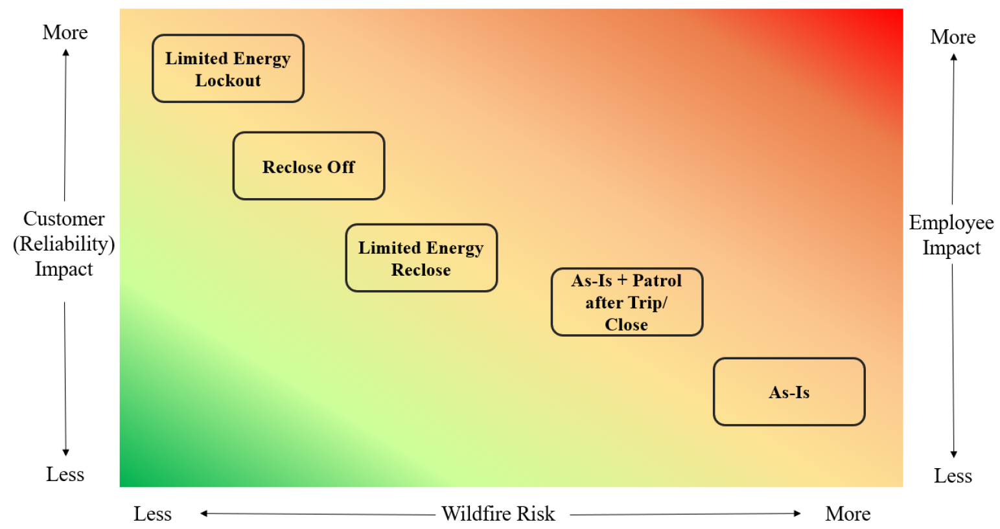 More
More
Limited Energy
Lockout
Reclose Off
Customer
(Reliability)
Impact
Employee
Impact
Limited Energy
Reclose
As-Is + Patrol
after Trip/
Close
As-Is
Less
Less
Less
Wildfire Risk
More